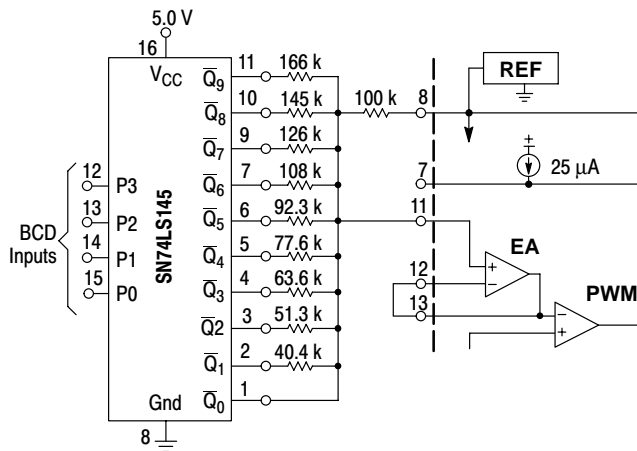 5.0 V
16
V_CC
11 Q̅9 166 k
10 Q̅8 145 k
9 Q̅7 126 k
7 Q̅6 108 k
6 Q̅5 92.3 k
5 Q̅4 77.6 k
4 Q̅3 63.6 k
3 Q̅2 51.3 k
2 Q̅1 40.4 k
1 Q̅0
BCD
Inputs
12 P3
13 P2
14 P1
15 P0
SN74LS145
Gnd
8
100 k
8
REF
7
25 μA
+
11
EA
+
−
12
13
PWM
−
+